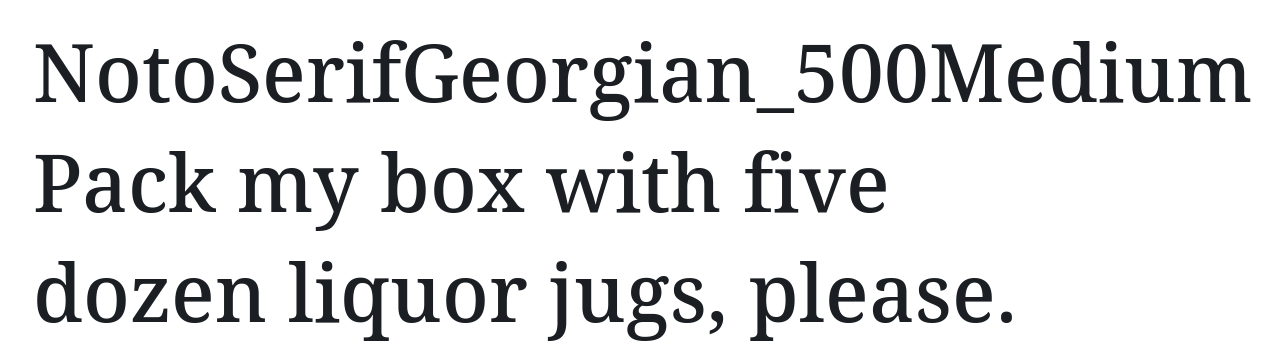 NotoSerifGeorgian_500Medium
Pack my box with five
dozen liquor jugs, please.